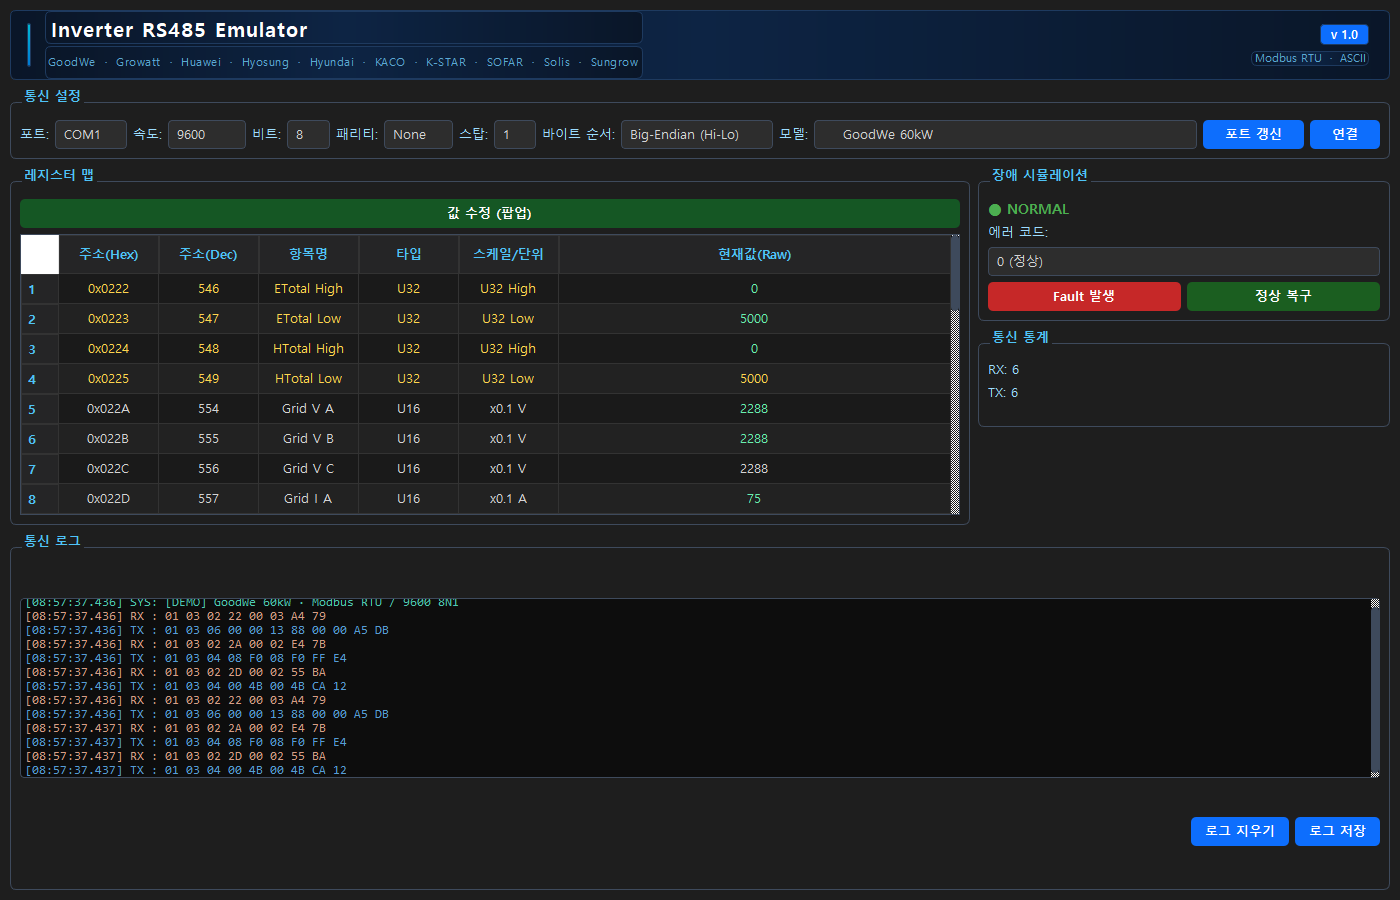 Inverter RS485 Emulator
v 1.0
GoodWe · Growatt · Huawei · Hyosung · Hyundai · KACO · K-STAR · SOFAR · Solis · Sungrow
Modbus RTU · ASCII
통신 설정
포트: COM1 속도: 9600 비트: 8 패리티: None 스탑: 1 바이트 순서: Big-Endian (Hi-Lo) 모델: GoodWe 60kW 포트 갱신 연결
레지스터 맵
값 수정 (팝업)
주소(Hex) 주소(Dec) 항목명 타입 스케일/단위 현재값(Raw)
1 0x0222 546 ETotal High U32 U32 High 0
2 0x0223 547 ETotal Low U32 U32 Low 5000
3 0x0224 548 HTotal High U32 U32 High 0
4 0x0225 549 HTotal Low U32 U32 Low 5000
5 0x022A 554 Grid V A U16 x0.1 V 2288
6 0x022B 555 Grid V B U16 x0.1 V 2288
7 0x022C 556 Grid V C U16 x0.1 V 2288
8 0x022D 557 Grid I A U16 x0.1 A 75
장애 시뮬레이션
NORMAL
에러 코드:
0 (정상)
Fault 발생 정상 복구
통신 통계
RX: 6
TX: 6
통신 로그
[08:57:37.436] SYS: [DEMO] GoodWe 60kW · Modbus RTU / 9600 8N1
[08:57:37.436] RX : 01 03 02 22 00 03 A4 79
[08:57:37.436] TX : 01 03 06 00 00 13 88 00 00 A5 DB
[08:57:37.436] RX : 01 03 02 2A 00 02 E4 7B
[08:57:37.436] TX : 01 03 04 08 F0 08 F0 FF E4
[08:57:37.436] RX : 01 03 02 2D 00 02 55 BA
[08:57:37.436] TX : 01 03 04 00 4B 00 4B CA 12
[08:57:37.436] RX : 01 03 02 22 00 03 A4 79
[08:57:37.436] TX : 01 03 06 00 00 13 88 00 00 A5 DB
[08:57:37.437] RX : 01 03 02 2A 00 02 E4 7B
[08:57:37.437] TX : 01 03 04 08 F0 08 F0 FF E4
[08:57:37.437] RX : 01 03 02 2D 00 02 55 BA
[08:57:37.437] TX : 01 03 04 00 4B 00 4B CA 12
로그 지우기 로그 저장